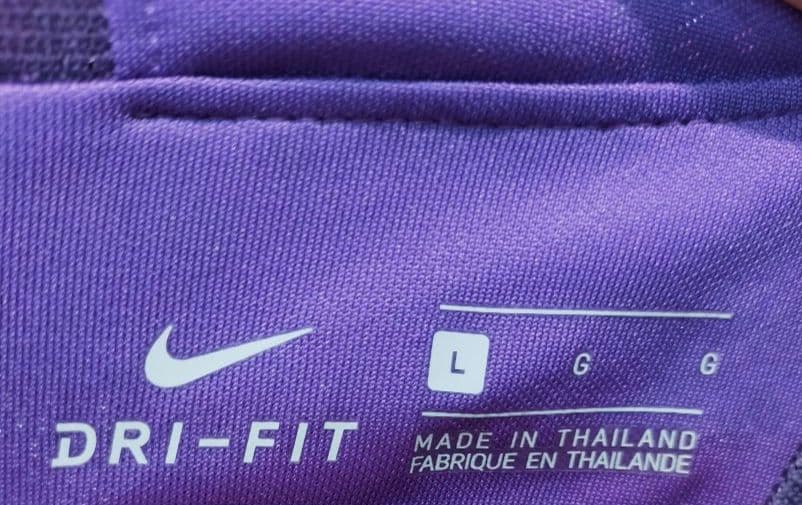 L G G
DRI-FIT
MADE IN THAILAND
FABRIQUE EN THAILANDE